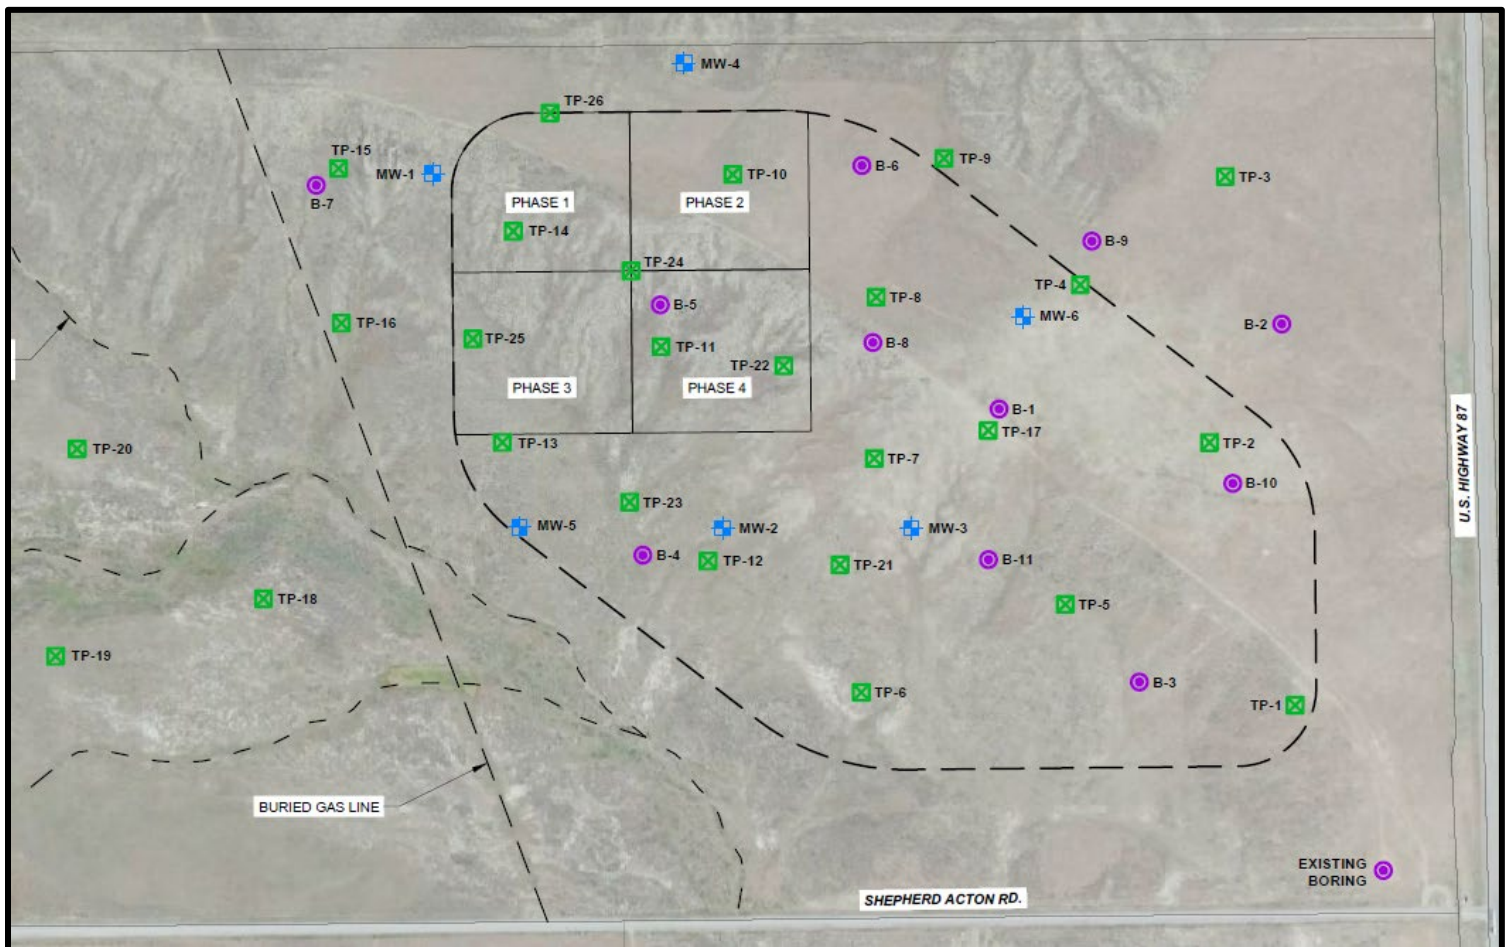 MW-4
TP-26
TP-15
MW-1
B-7
PHASE 1
TP-14
TP-10
PHASE 2
B-6
TP-9
TP-3
B-9
TP-24
TP-4
B-5
TP-8
MW-6
B-2
TP-16
TP-25
TP-11
B-8
TP-22
PHASE 3
PHASE 4
B-1
TP-17
TP-20
TP-13
TP-7
TP-2
U.S. HIGHWAY 87
B-10
TP-23
MW-5
MW-2
MW-3
B-4
TP-12
TP-21
B-11
TP-18
TP-5
TP-19
TP-6
B-3
TP-1
BURIED GAS LINE
EXISTING
BORING
SHEPHERD ACTON RD.